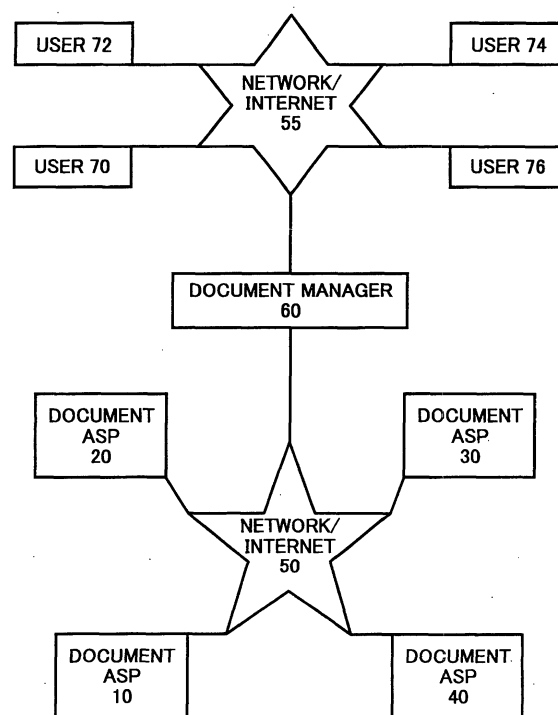 USER 72
USER 74
NETWORK/
INTERNET
55
USER 70
USER 76
DOCUMENT MANAGER
60
DOCUMENT
ASP
20
DOCUMENT
ASP
30
NETWORK/
INTERNET
50
DOCUMENT
ASP
10
DOCUMENT
ASP
40